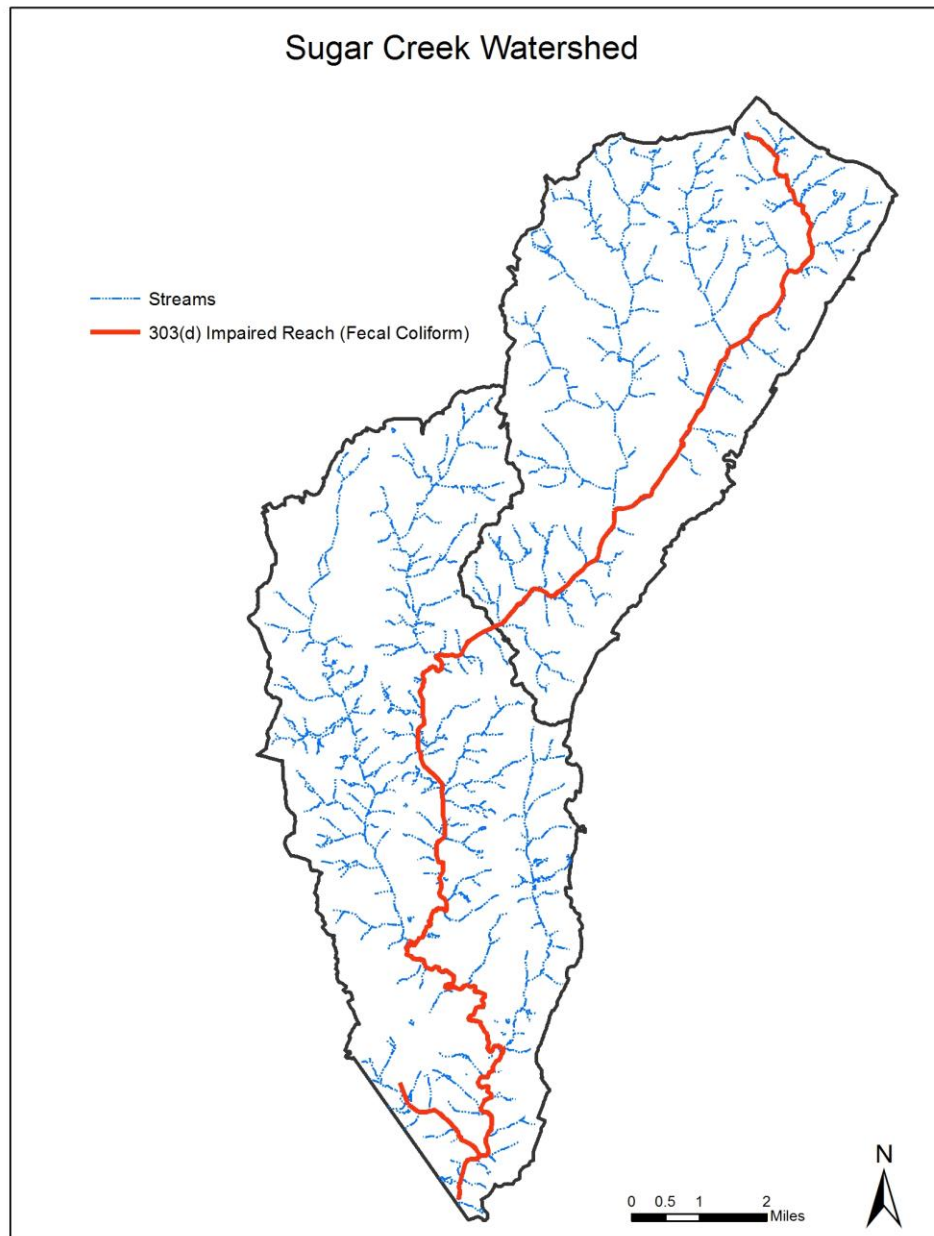 Sugar Creek Watershed
Streams
303(d) Impaired Reach (Fecal Coliform)
N
0 0.5 1 2
Miles